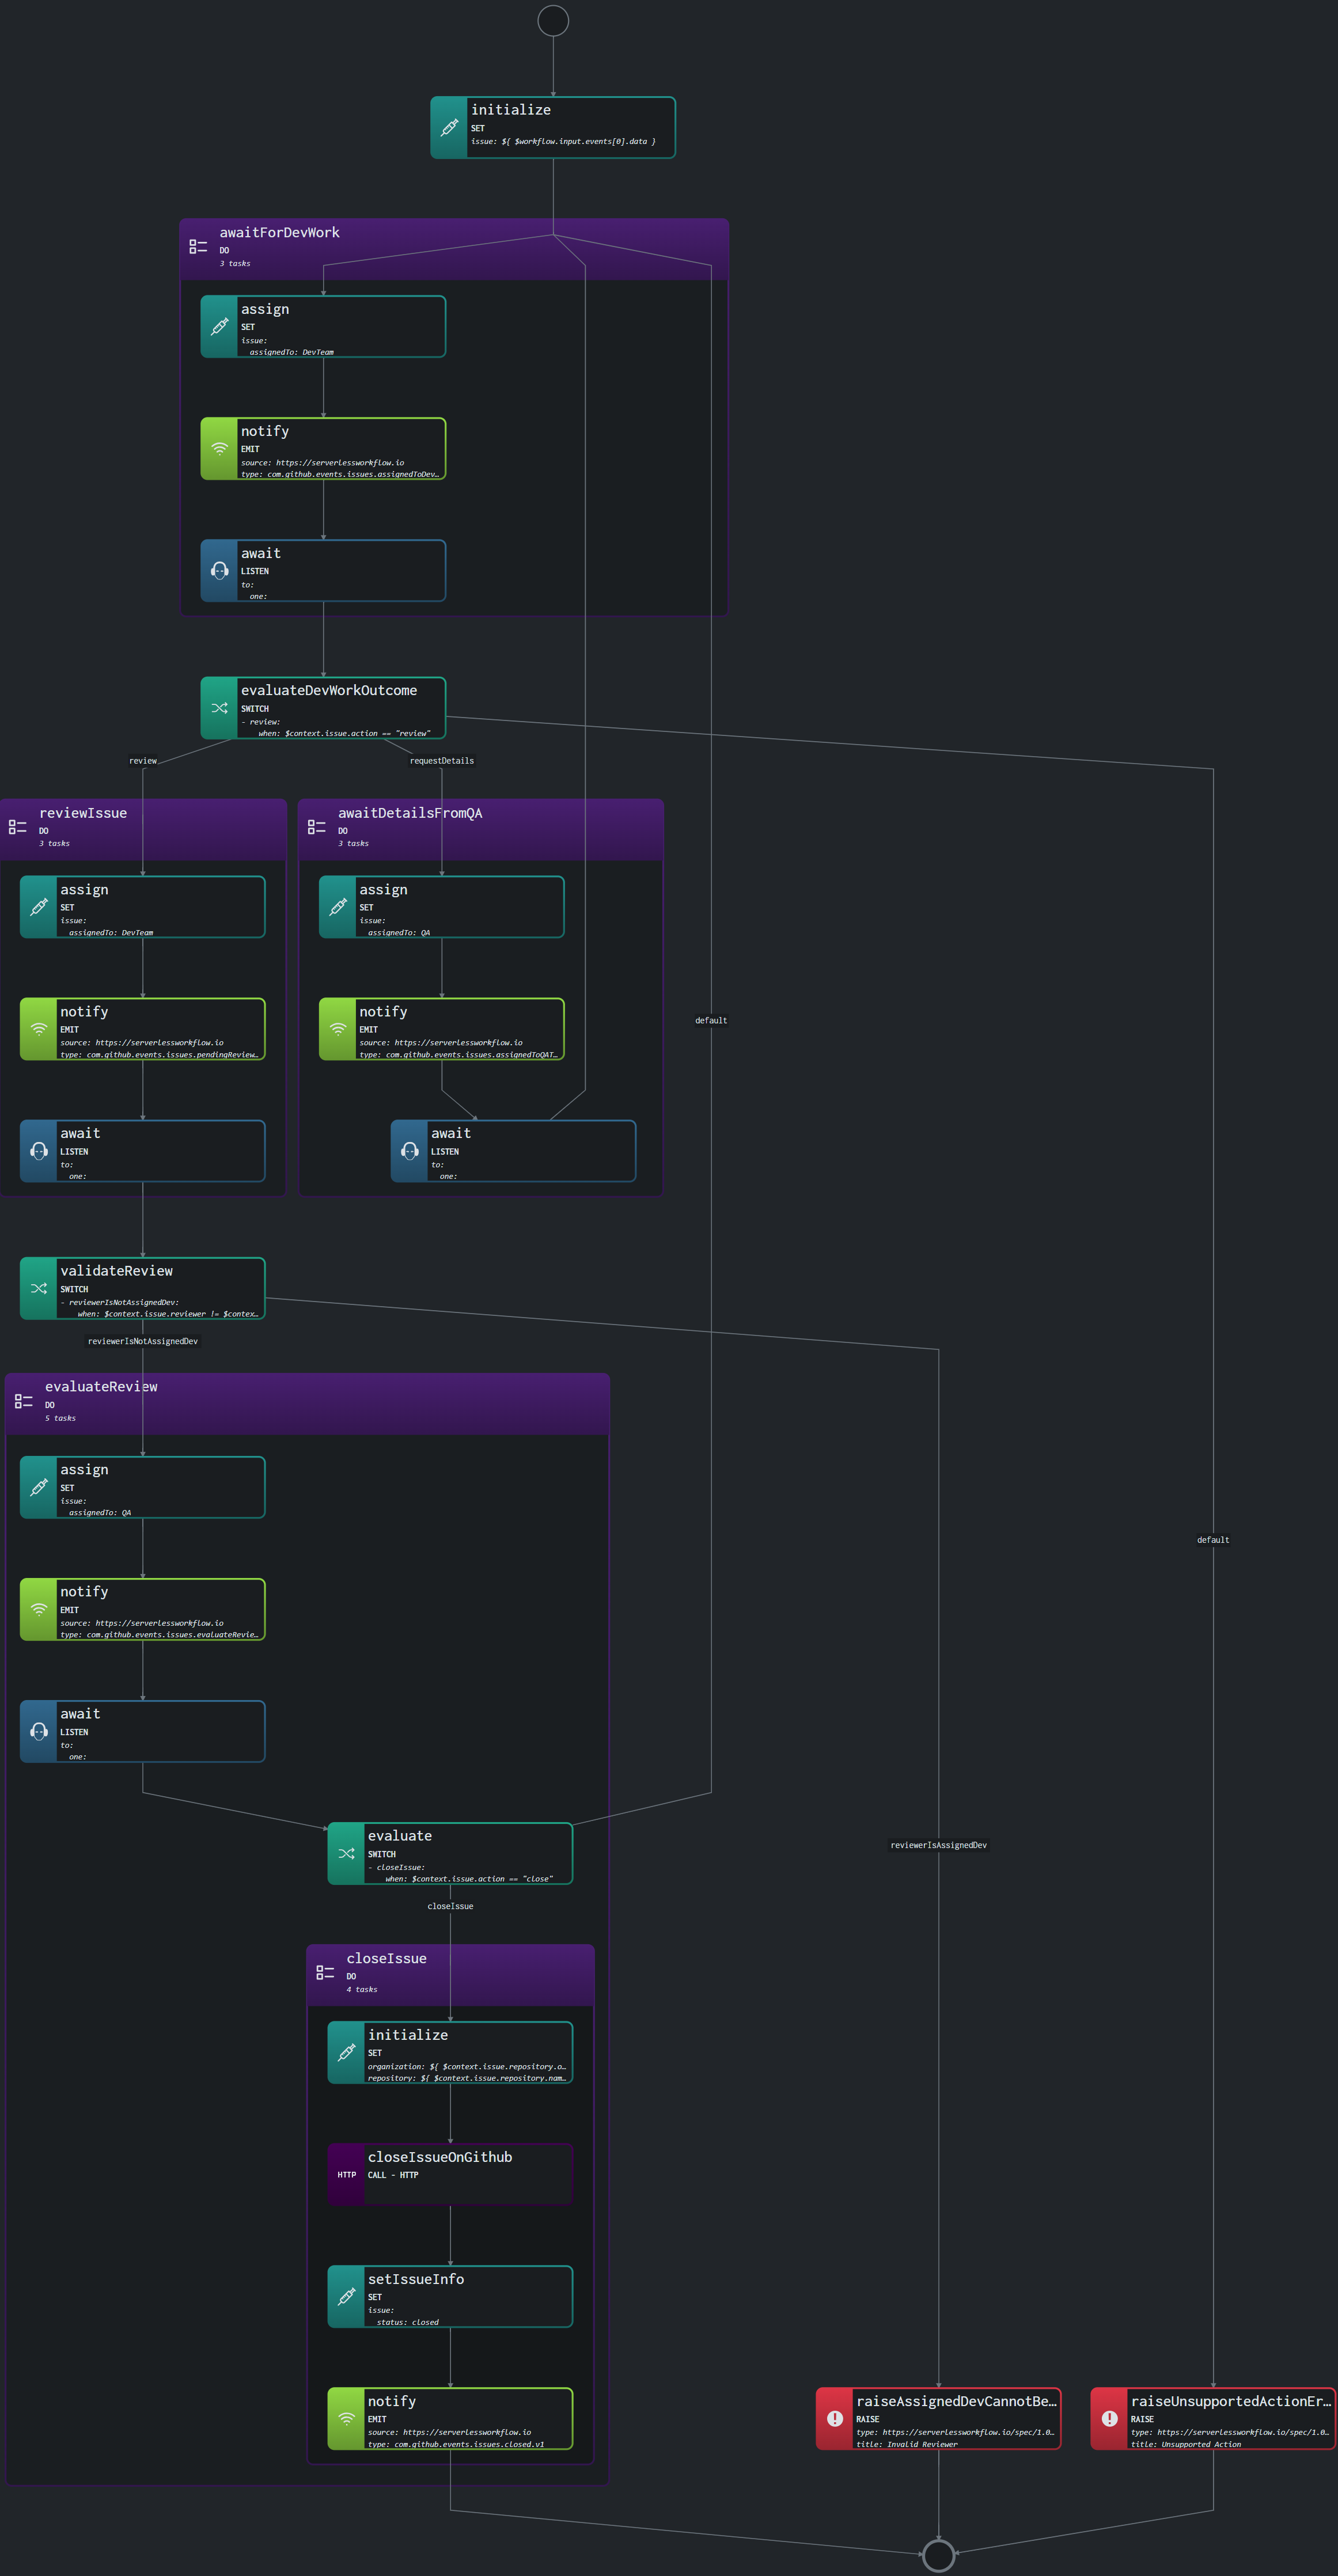 initialize
SET
issue: ${ $workflow.input.events[0].data }
awaitForDevWork
DO
3 tasks
assign
SET
issue:
assignedTo: DevTeam
notify
EMIT
source: https://serverlessworkflow.io
type: com.github.events.issues.assignedToDev…
await
LISTEN
to:
one:
evaluateDevWorkOutcome
SWITCH
- review:
when: $context.issue.action == "review"
review
requestDetails
reviewIssue
DO
3 tasks
assign
SET
issue:
assignedTo: DevTeam
notify
EMIT
source: https://serverlessworkflow.io
type: com.github.events.issues.pendingReview…
await
LISTEN
to:
one:
awaitDetailsFromQA
DO
3 tasks
assign
SET
issue:
assignedTo: QA
notify
EMIT
source: https://serverlessworkflow.io
type: com.github.events.issues.assignedToQAT…
await
LISTEN
to:
one:
default
validateReview
SWITCH
- reviewerIsNotAssignedDev:
when: $context.issue.reviewer != $contex…
reviewerIsNotAssignedDev
evaluateReview
DO
5 tasks
assign
SET
issue:
assignedTo: QA
default
notify
EMIT
source: https://serverlessworkflow.io
type: com.github.events.issues.evaluateRevie…
await
LISTEN
to:
one:
evaluate
SWITCH
- closeIssue:
when: $context.issue.action == "close"
reviewerIsAssignedDev
closeIssue
closeIssue
DO
4 tasks
initialize
SET
organization: ${ $context.issue.repository.o…
repository: ${ $context.issue.repository.nam…
HTTP
closeIssueOnGithub
CALL - HTTP
setIssueInfo
SET
issue:
status: closed
notify
EMIT
source: https://serverlessworkflow.io
type: com.github.events.issues.closed.v1
raiseAssignedDevCannotBe…
RAISE
type: https://serverlessworkflow.io/spec/1.0…
title: Invalid Reviewer
raiseUnsupportedActionEr…
RAISE
type: https://serverlessworkflow.io/spec/1.0…
title: Unsupported Action